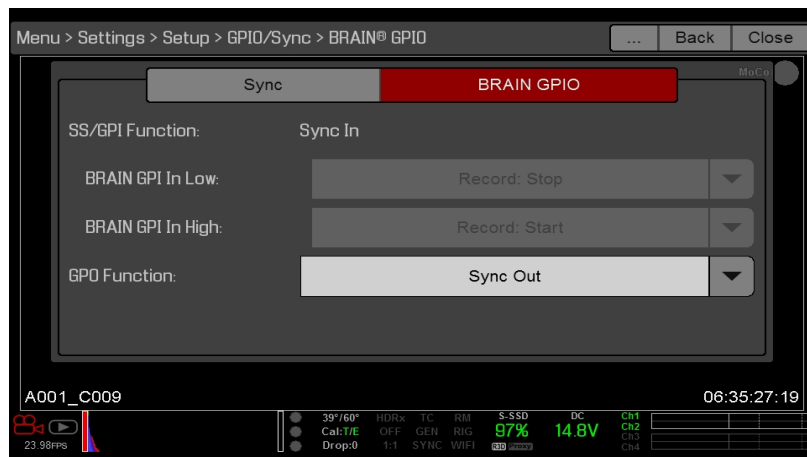 Menu > Settings > Setup > GPIO/Sync > BRAIN® GPIO ... Back Close
MoCo
Sync BRAIN GPIO
SS/GPI Function: Sync In
BRAIN GPI In Low: Record: Stop
BRAIN GPI In High: Record: Start
GPO Function: Sync Out
A001_C009 06:35:27:19
39°/60° HDRx TC RM S-SSD DC Ch1
Cal:T/E OFF GEN RIG 97% 14.8V Ch2
23.98FPS Drop:0 1:1 SYNC WIFI R3D Proxy Ch3
Ch4